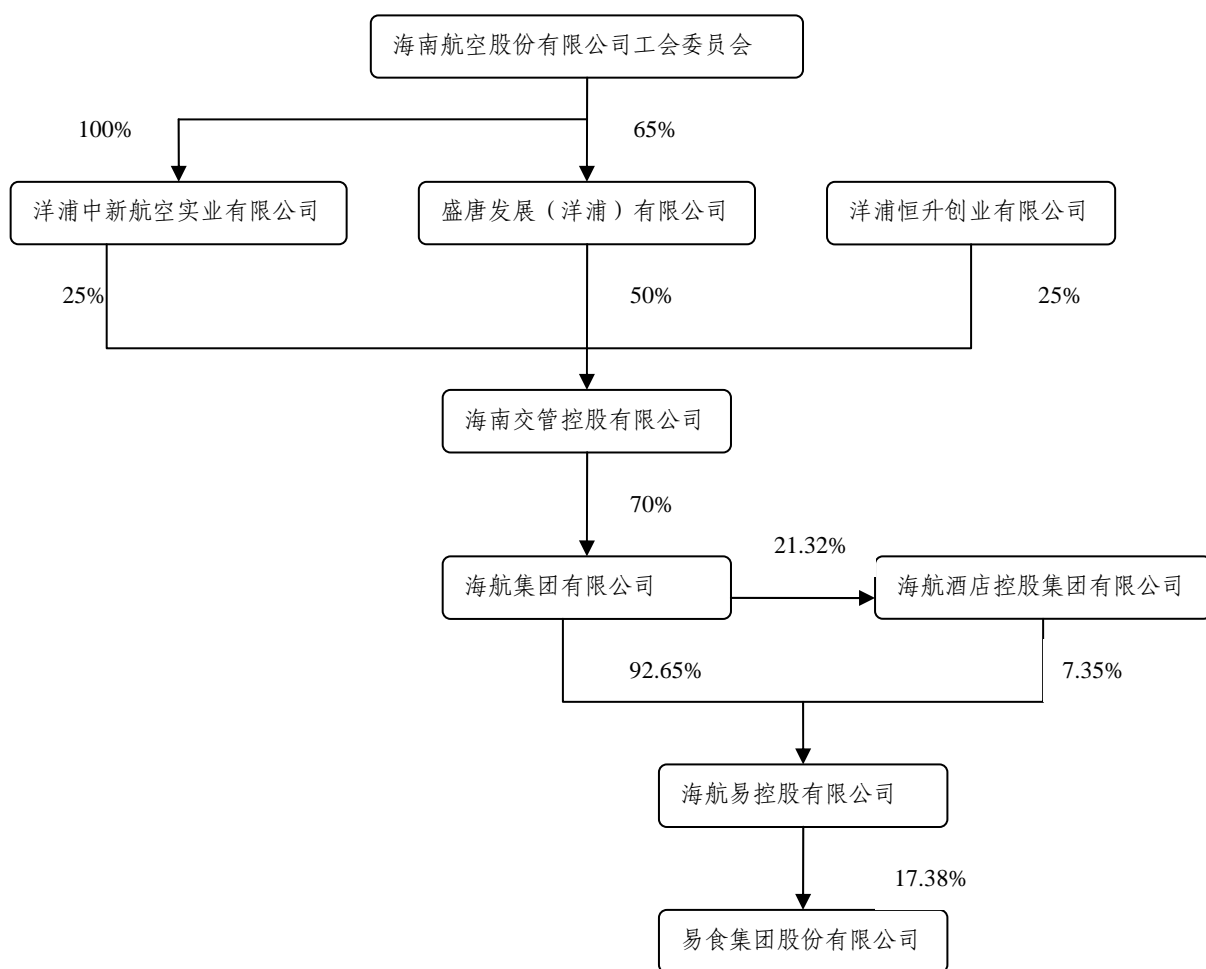 海南航空股份有限公司工会委员会
100%
65%
洋浦中新航空实业有限公司
盛唐发展（洋浦）有限公司
洋浦恒升创业有限公司
25%
50%
25%
海南交管控股有限公司
70%
21.32%
海航集团有限公司
海航酒店控股集团有限公司
92.65%
7.35%
海航易控股有限公司
17.38%
易食集团股份有限公司